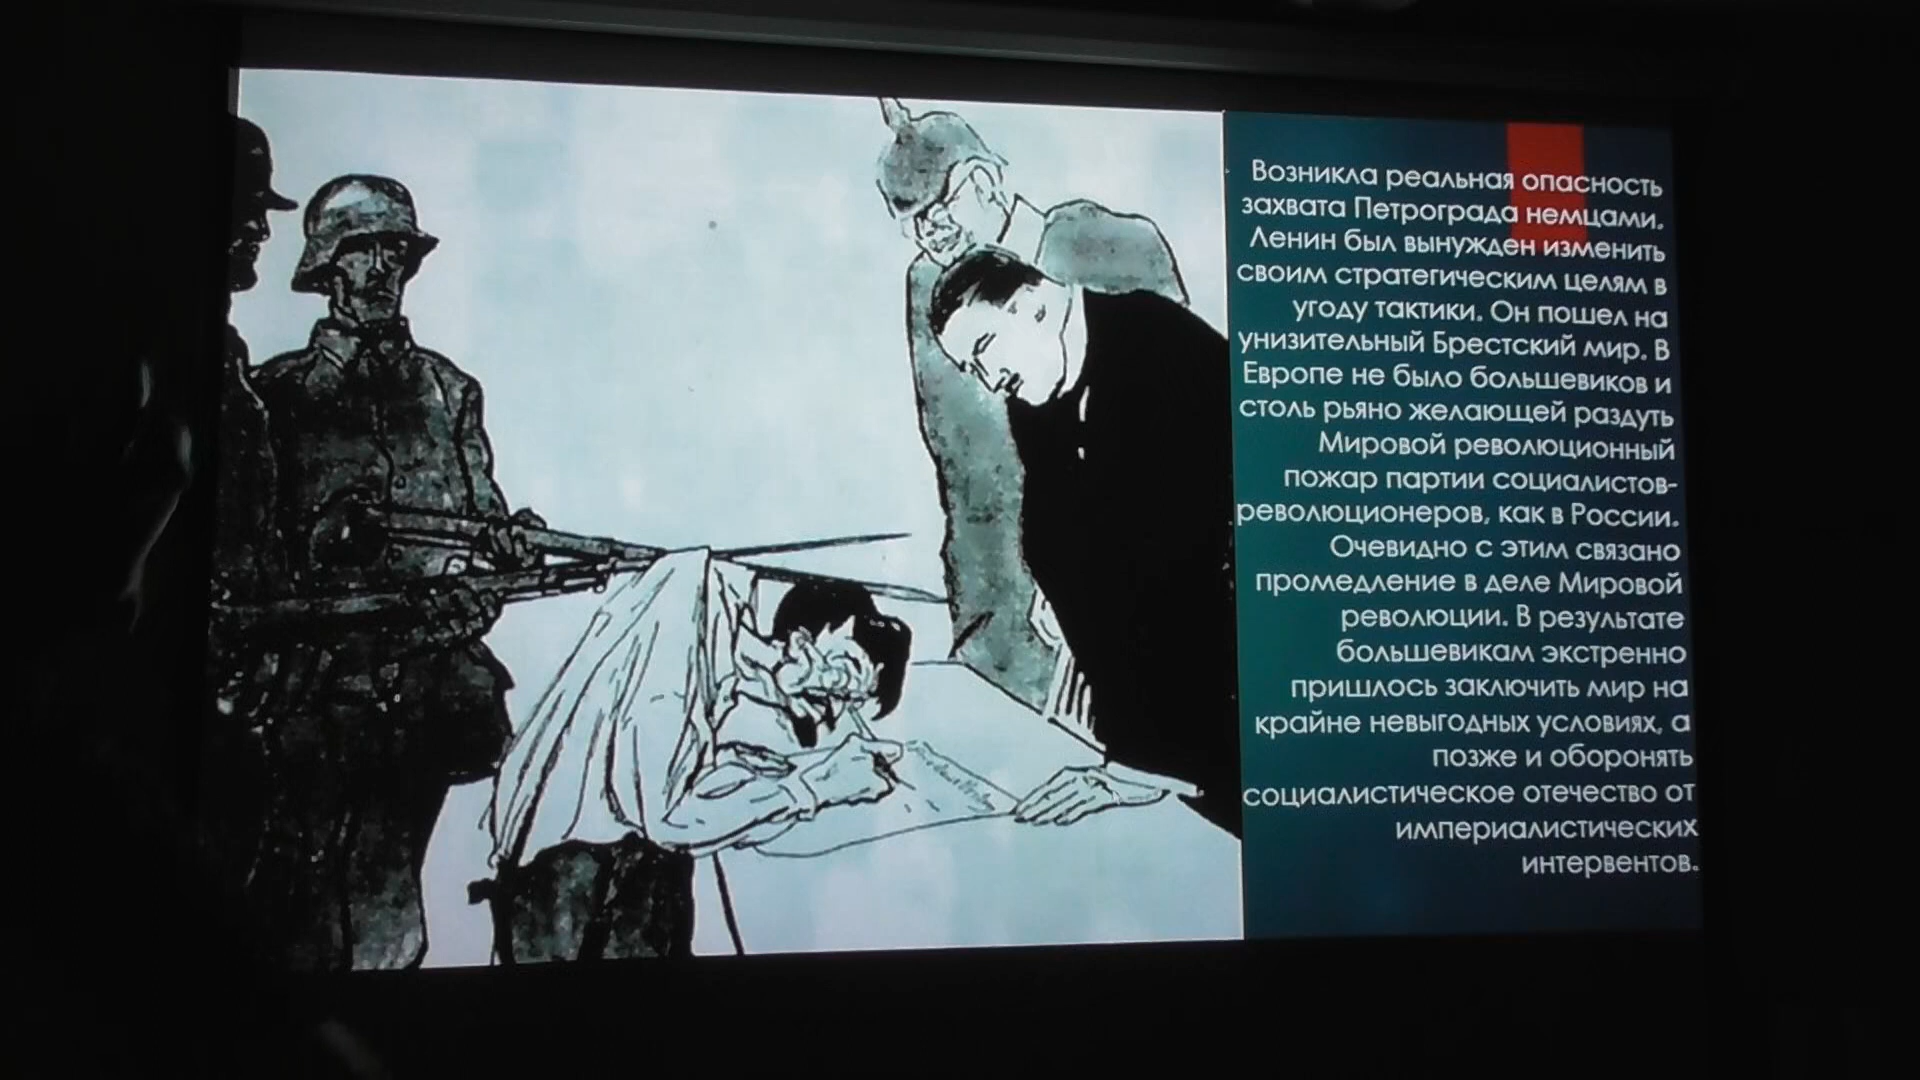 Возникла реальная опасность
захвата Петрограда немцами.
Ленин был вынужден изменить
своим стратегическим целям в
угоду тактики. Он пошел на
унизительный Брестский мир. В
Европе не было большевиков и
столь рьяно желающей раздуть
Мировой революционный
пожар партии социалистов-
революционеров, как в России.
Очевидно с этим связано
промедление в деле Мировой
революции. В результате
большевикам экстренно
пришлось заключить мир на
крайне невыгодных условиях, а
позже и оборонять
социалистическое отечество от
империалистических
интервентов.